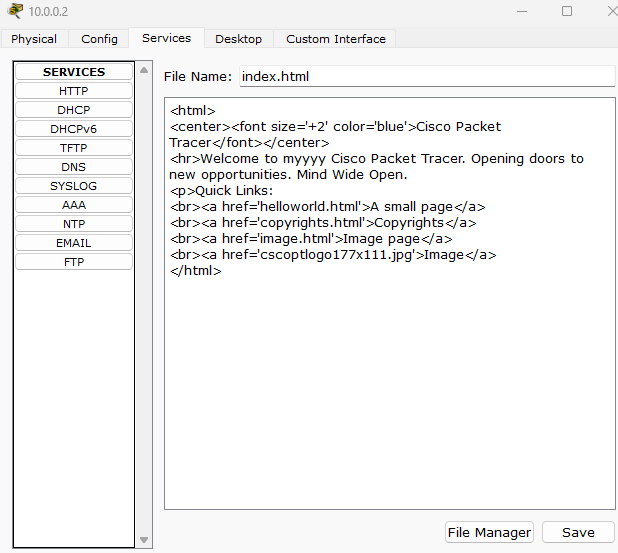 10.0.0.2
Physical Config Services Desktop Custom Interface
SERVICES
HTTP
DHCP
DHCPv6
TFTP
DNS
SYSLOG
AAA
NTP
EMAIL
FTP
File Name: index.html
<html>
<center><font size='+2' color='blue'>Cisco Packet
Tracer</font></center>
<hr>Welcome to myyyy Cisco Packet Tracer. Opening doors to
new opportunities. Mind Wide Open.
<p>Quick Links:
<br><a href='helloworld.html'>A small page</a>
<br><a href='copyrights.html'>Copyrights</a>
<br><a href='image.html'>Image page</a>
<br><a href='cscoptlogo177x111.jpg'>Image</a>
</html>
File Manager Save